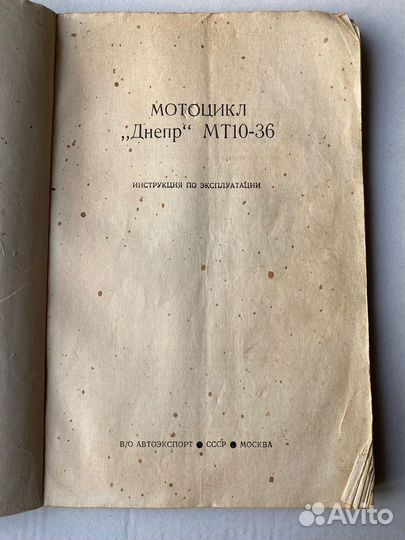 МОТОЦИКЛ
„Днепр“ МТ10-36
ИНСТРУКЦИЯ ПО ЭКСПЛУАТАЦИИ
В/О АВТОЭКСПОРТ ● СССР ● МОСКВА
Avito